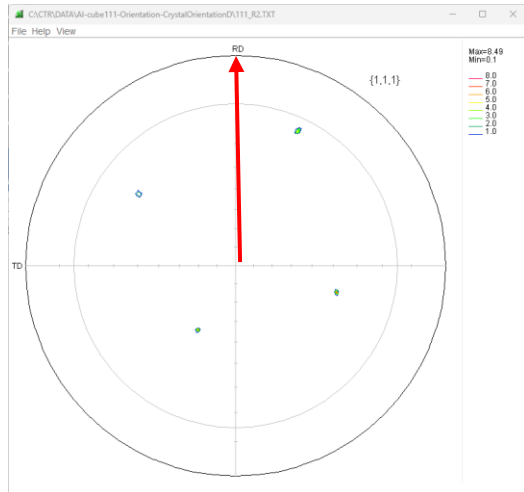 C:\CTR\DATA\AI-cube111-Orientation-CrystalOrientationD\111_R2.TXT
File Help View
RD
{1,1,1}
Max=8.49
Min=0.1
8.0
7.0
6.0
5.0
4.0
3.0
2.0
1.0
TD